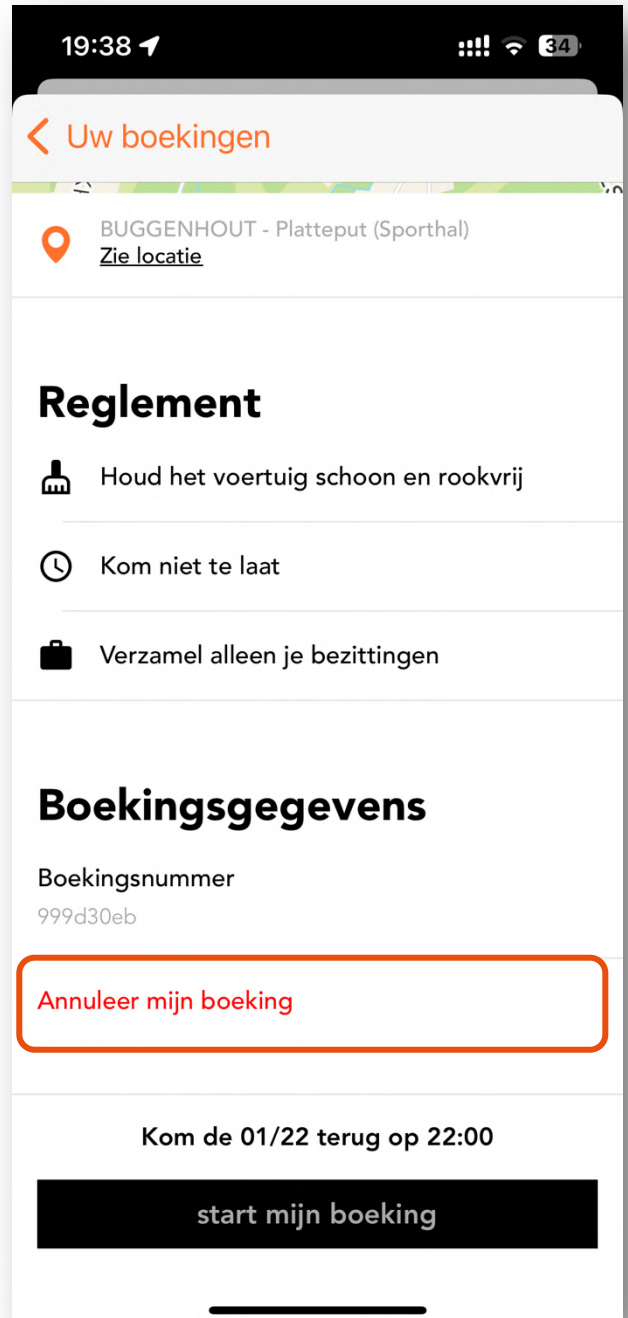 19:38
34
Uw boekingen
BUGGENHOUT - Platteput (Sporthal)
Zie locatie
Reglement
Houd het voertuig schoon en rookvrij
Kom niet te laat
Verzamel alleen je bezittingen
Boekingsgegevens
Boekingsnummer
999d30eb
Annuleer mijn boeking
Kom de 01/22 terug op 22:00
start mijn boeking